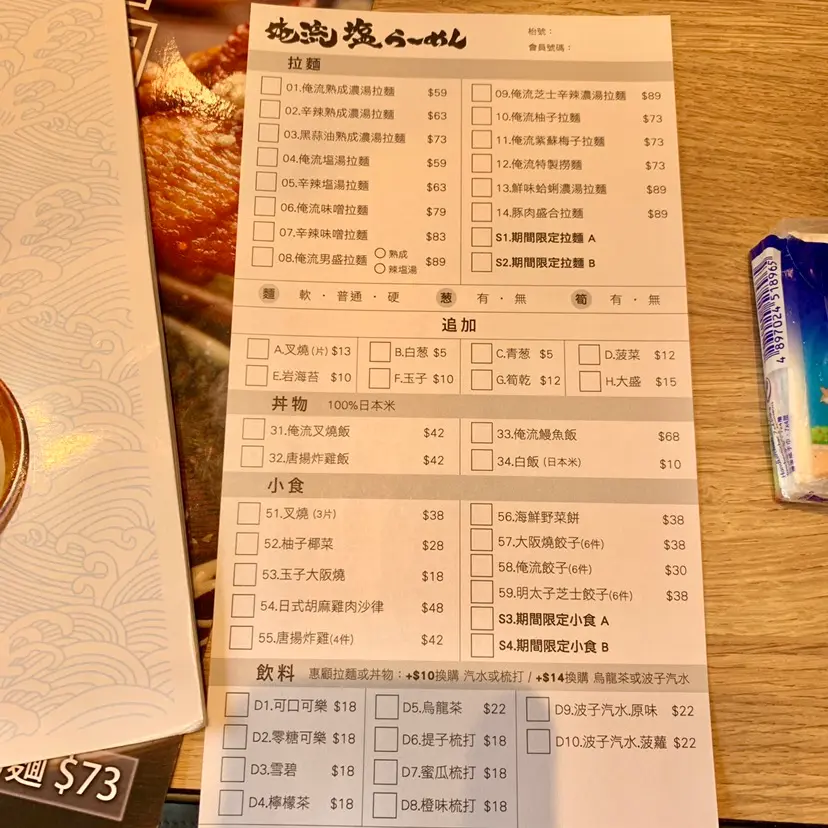 俺流塩らーめん
枱號：
會員號碼：
拉麵
01.俺流熟成濃湯拉麵 $59
02.辛辣熟成濃湯拉麵 $63
03.黑蒜油熟成濃湯拉麵 $73
04.俺流塩湯拉麵 $59
05.辛辣塩湯拉麵 $63
06.俺流味噌拉麵 $79
07.辛辣味噌拉麵 $83
08.俺流男盛拉麵 熟成 辣塩湯 $89
09.俺流芝士辛辣濃湯拉麵 $89
10.俺流柚子拉麵 $73
11.俺流紫蘇梅子拉麵 $73
12.俺流特製撈麵 $73
13.鮮味蛤蜊濃湯拉麵 $89
14.豚肉盛合拉麵 $89
S1.期間限定拉麵 A
S2.期間限定拉麵 B
麵 軟・普通・硬 葱 有・無 筍 有・無
追加
A.叉燒(片) $13 B.白葱 $5 C.青葱 $5 D.菠菜 $12
E.岩海苔 $10 F.玉子 $10 G.筍乾 $12 H.大盛 $15
丼物 100%日本米
31.俺流叉燒飯 $42
32.唐揚炸雞飯 $42
33.俺流鰻魚飯 $68
34.白飯(日本米) $10
小食
51.叉燒(3片) $38
52.柚子椰菜 $28
53.玉子大阪燒 $18
54.日式胡麻雞肉沙律 $48
55.唐揚炸雞(4件) $42
56.海鮮野菜餅 $38
57.大阪燒餃子(6件) $38
58.俺流餃子(6件) $30
59.明太子芝士餃子(6件) $38
S3.期間限定小食 A
S4.期間限定小食 B
飲料 惠顧拉麵或丼物：+$10換購 汽水或梳打 / +$14換購 烏龍茶或波子汽水
D1.可口可樂 $18
D2.零糖可樂 $18
D3.雪碧 $18
D4.檸檬茶 $18
D5.烏龍茶 $22
D6.提子梳打 $18
D7.蜜瓜梳打 $18
D8.橙味梳打 $18
D9.波子汽水.原味 $22
D10.波子汽水.菠蘿 $22
麵 $73
4 897024 518965